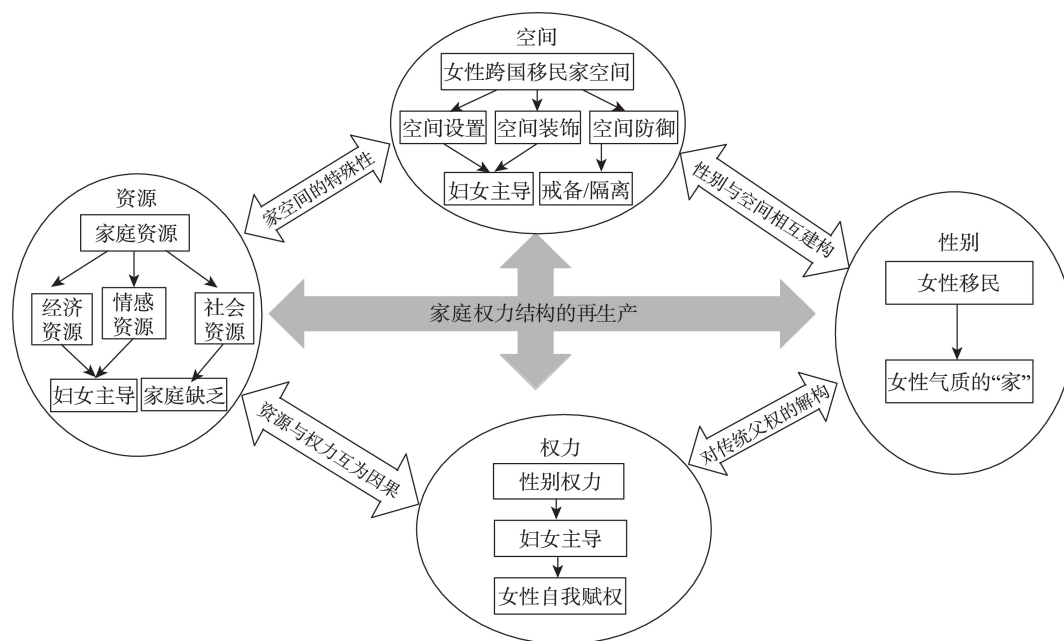 空间
女性跨国移民家空间
空间设置
空间装饰
空间防御
妇女主导
戒备/隔离
家空间的特殊性
性别与空间相互建构
资源
家庭资源
经济
资源
情感
资源
社会
资源
妇女主导
家庭缺乏
家庭权力结构的再生产
性别
女性移民
女性气质的“家”
资源与权力互为因果
对传统父权的解构
权力
性别权力
妇女主导
女性自我赋权